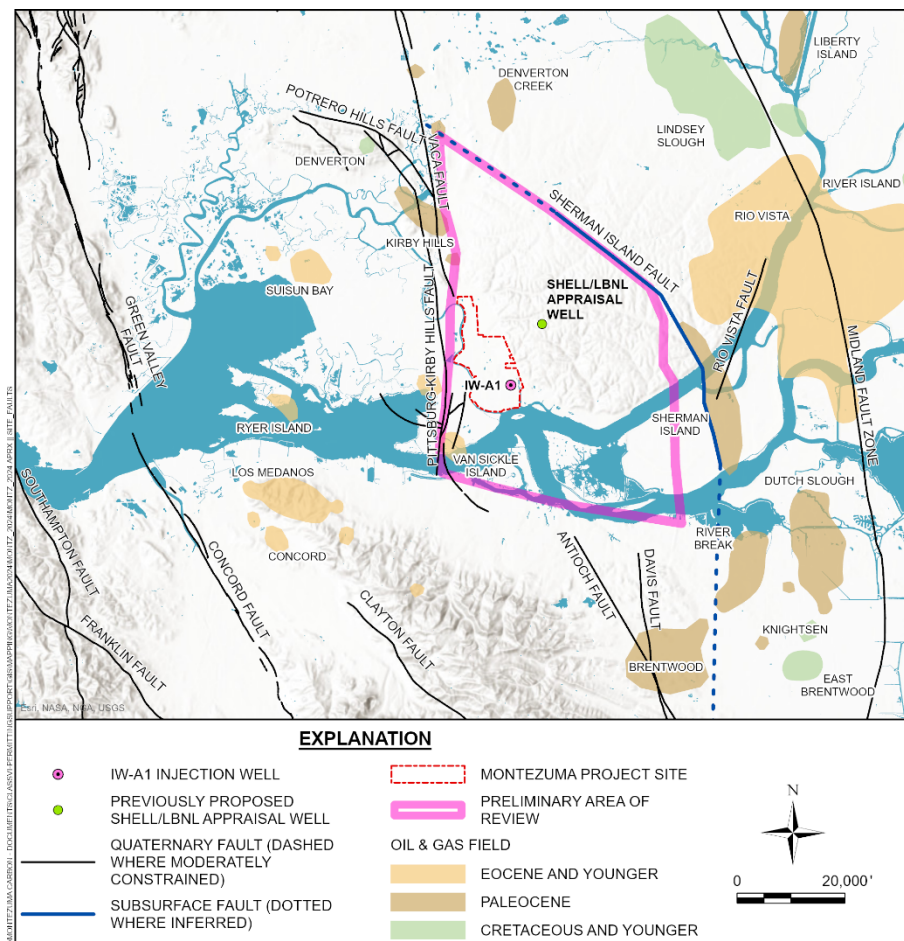 LIBERTY
ISLAND
DENVERTON
CREEK
POTRERO HILLS FAULT
LINDSEY
SLOUGH
DENVERTON
VACA FAULT
RIVER ISLAND
SHERMAN ISLAND FAULT
RIO VISTA
KIRBY HILLS
SUISUN BAY
SHELL/LBNL
APPRAISAL
WELL
GREEN VALLEY
FAULT
PITTSBURG-KIRBY HILLS FAULT
RIO VISTA FAULT
MIDLAND FAULT ZONE
IW-A1
RYER ISLAND
SHERMAN
ISLAND
VAN SICKLE
ISLAND
LOS MEDANOS
DUTCH SLOUGH
SOUTHAMPTON FAULT
CONCORD
RIVER
BREAK
CONCORD FAULT
ANTIOCH FAULT
DAVIS FAULT
CLAYTON FAULT
FRANKLIN FAULT
KNIGHTSEN
BRENTWOOD
EAST
BRENTWOOD
Esri, NASA, NGA, USGS
EXPLANATION
IW-A1 INJECTION WELL
PREVIOUSLY PROPOSED
SHELL/LBNL APPRAISAL WELL
QUATERNARY FAULT (DASHED
WHERE MODERATELY
CONSTRAINED)
SUBSURFACE FAULT (DOTTED
WHERE INFERRED)
MONTEZUMA PROJECT SITE
PRELIMINARY AREA OF
REVIEW
OIL & GAS FIELD
EOCENE AND YOUNGER
PALEOCENE
CRETACEOUS AND YOUNGER
N
0 20,000'